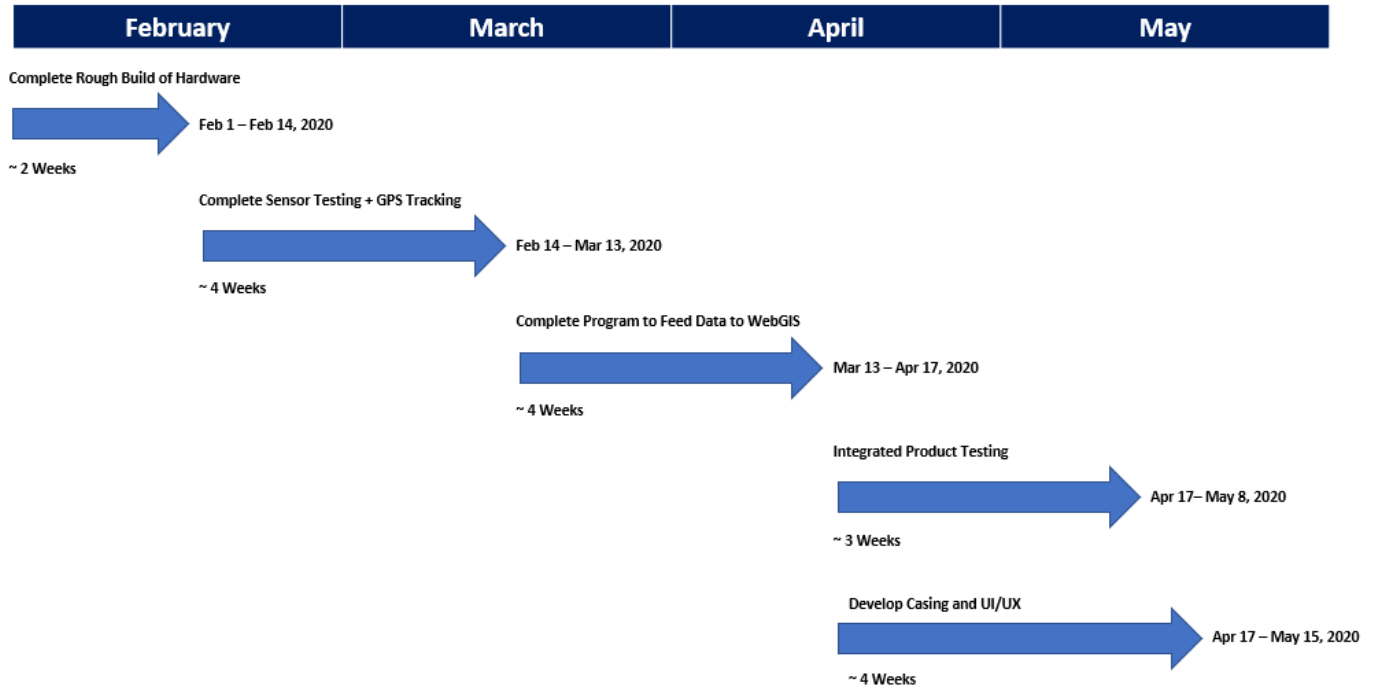 February
March
April
May
Complete Rough Build of Hardware
Feb 1 – Feb 14, 2020
~ 2 Weeks
Complete Sensor Testing + GPS Tracking
Feb 14 – Mar 13, 2020
~ 4 Weeks
Complete Program to Feed Data to WebGIS
Mar 13 – Apr 17, 2020
~ 4 Weeks
Integrated Product Testing
Apr 17– May 8, 2020
~ 3 Weeks
Develop Casing and UI/UX
Apr 17 – May 15, 2020
~ 4 Weeks